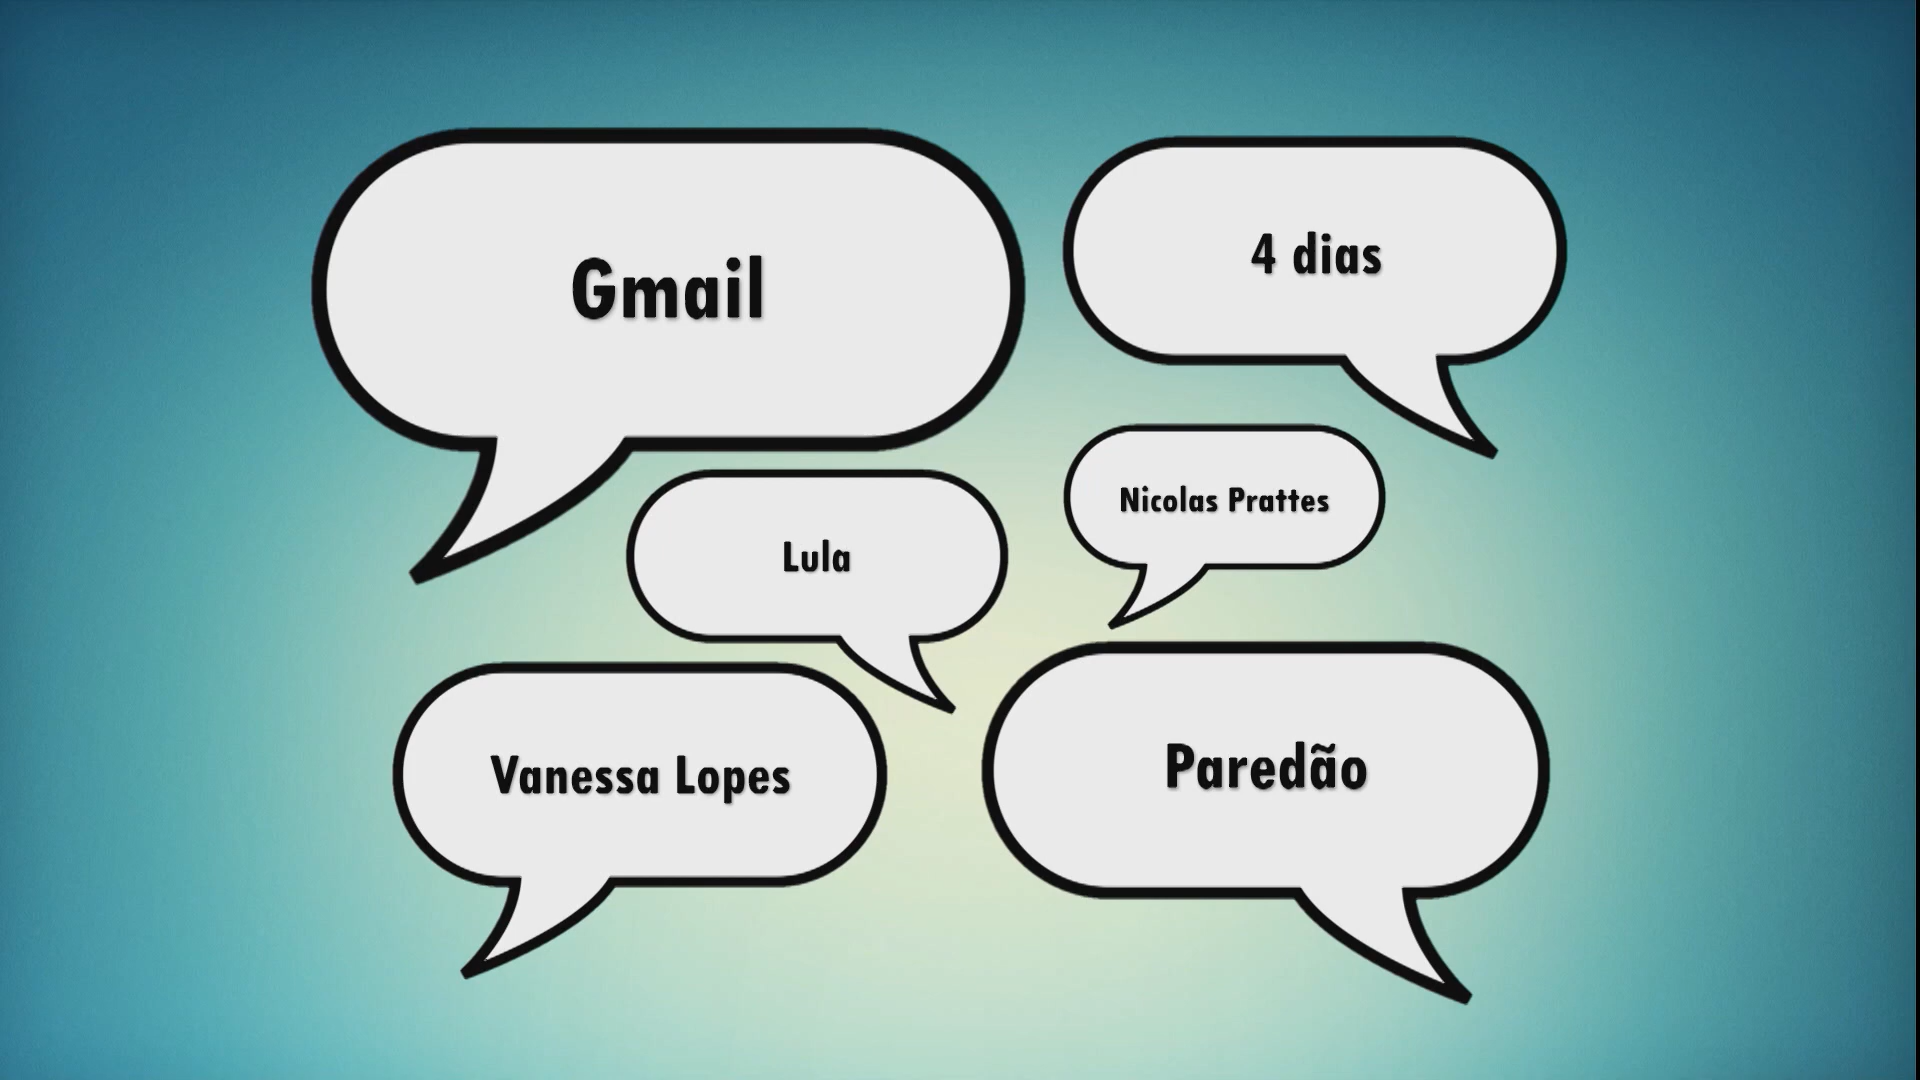 Gmail
4 dias
Nicolas Prattes
Lula
Vanessa Lopes
Paredão